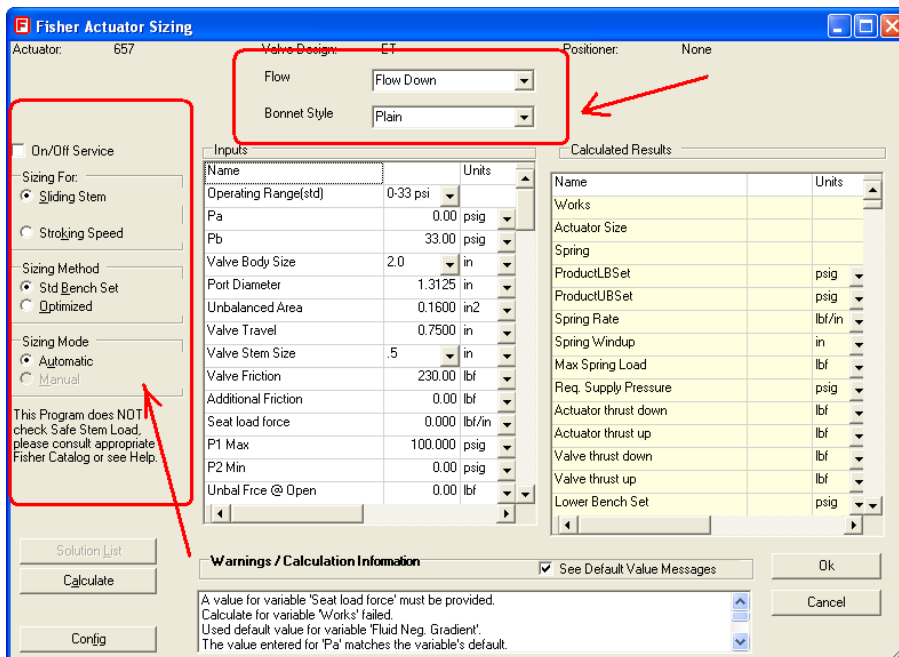 Fisher Actuator Sizing
Actuator: 657 Valve Design: ET Positioner: None
Flow Flow Down
Bonnet Style Plain
On/Off Service
Sizing For:
Sliding Stem
Stroking Speed
Sizing Method
Std Bench Set
Optimized
Sizing Mode
Automatic
Manual
This Program does NOT
check Safe Stem Load,
please consult appropriate
Fisher Catalog or see Help.
Inputs
Name Units
Operating Range(std) 0-33 psi
Pa 0.00 psig
Pb 33.00 psig
Valve Body Size 2.0 in
Port Diameter 1.3125 in
Unbalanced Area 0.1600 in2
Valve Travel 0.7500 in
Valve Stem Size .5 in
Valve Friction 230.00 lbf
Additional Friction 0.00 lbf
Seat load force 0.000 lbf/in
P1 Max 100.000 psig
P2 Min 0.00 psig
Unbal Frce @ Open 0.00 lbf
Calculated Results
Name Units
Works
Actuator Size
Spring
ProductLBSet psig
ProductUBSet psig
Spring Rate lbf/in
Spring Windup in
Max Spring Load lbf
Req. Supply Pressure psig
Actuator thrust down lbf
Actuator thrust up lbf
Valve thrust down lbf
Valve thrust up lbf
Lower Bench Set psig
Solution List
Calculate
Config
Warnings / Calculation Information
See Default Value Messages
A value for variable 'Seat load force' must be provided.
Calculate for variable 'Works' failed.
Used default value for variable 'Fluid Neg. Gradient'.
The value entered for 'Pa' matches the variable's default.
Ok
Cancel